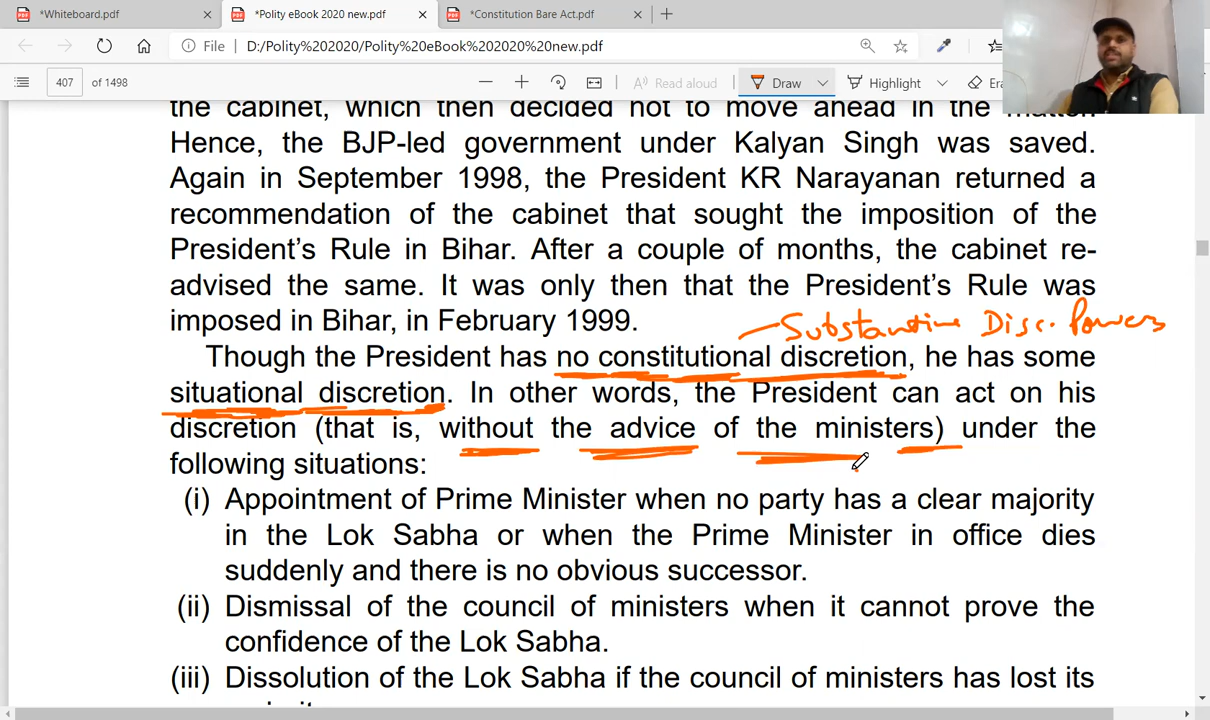 *Whiteboard.pdf
*Polity eBook 2020 new.pdf
*Constitution Bare Act.pdf
File D:/Polity%202020/Polity%20eBook%202020%20new.pdf
407 of 1498
Read aloud
Draw
Highlight
Era
the cabinet, which then decided not to move ahead in the matter.
Hence, the BJP-led government under Kalyan Singh was saved.
Again in September 1998, the President KR Narayanan returned a
recommendation of the cabinet that sought the imposition of the
President’s Rule in Bihar. After a couple of months, the cabinet re-
advised the same. It was only then that the President’s Rule was
imposed in Bihar, in February 1999.
Substantive Disc. Powers
Though the President has no constitutional discretion, he has some
situational discretion. In other words, the President can act on his
discretion (that is, without the advice of the ministers) under the
following situations:
(i) Appointment of Prime Minister when no party has a clear majority
in the Lok Sabha or when the Prime Minister in office dies
suddenly and there is no obvious successor.
(ii) Dismissal of the council of ministers when it cannot prove the
confidence of the Lok Sabha.
(iii) Dissolution of the Lok Sabha if the council of ministers has lost its